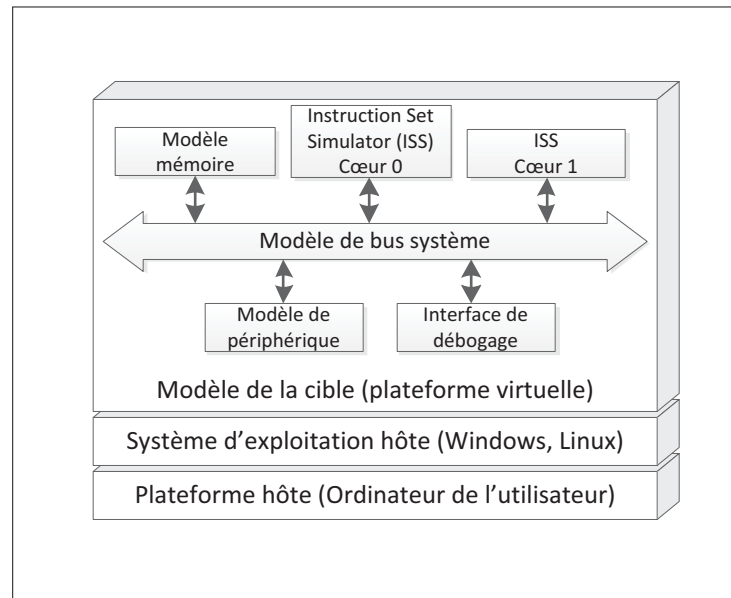 Modèle
mémoire
Instruction Set
Simulator (ISS)
Cœur 0
ISS
Cœur 1
Modèle de bus système
Modèle de
périphérique
Interface de
débogage
Modèle de la cible (plateforme virtuelle)
Système d’exploitation hôte (Windows, Linux)
Plateforme hôte (Ordinateur de l’utilisateur)